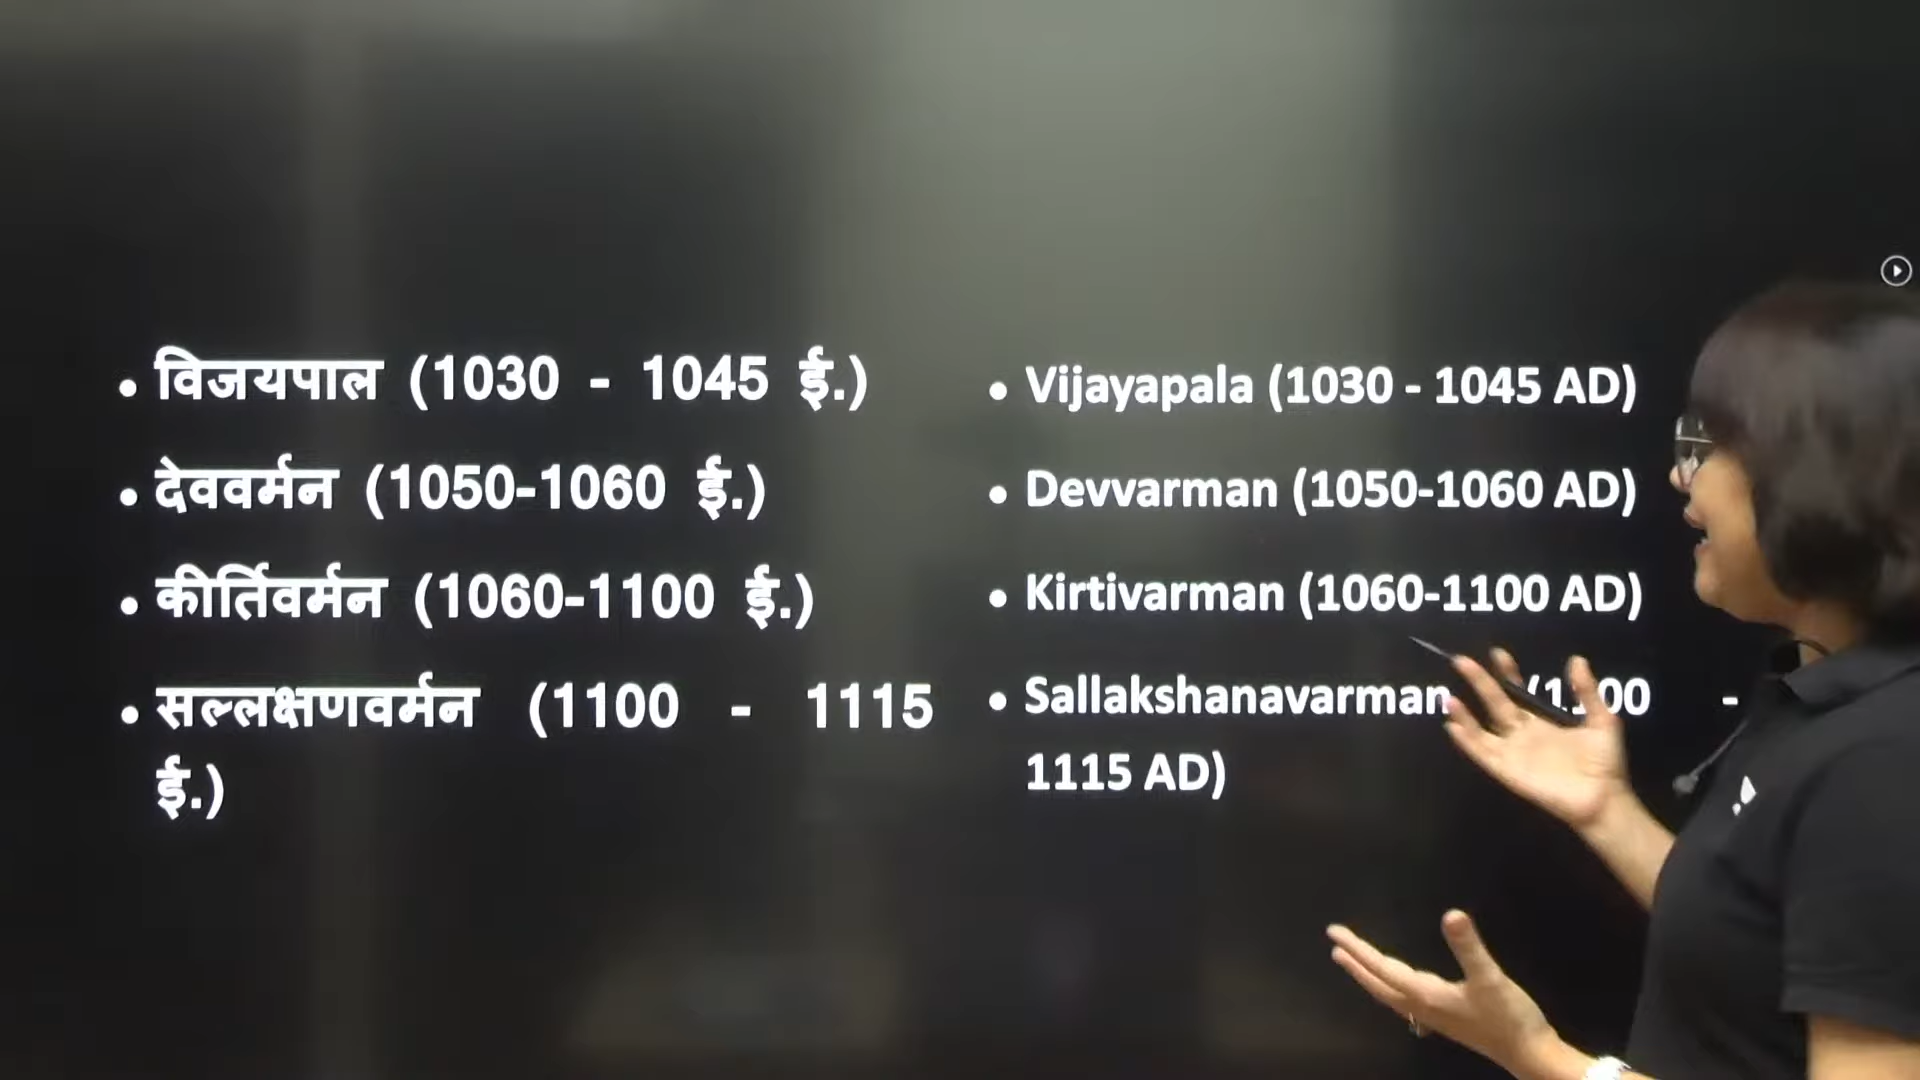 • विजयपाल (1030 - 1045 ई.)
• देववर्मन (1050-1060 ई.)
• कीर्तिवर्मन (1060-1100 ई.)
• सल्लक्षणवर्मन (1100 - 1115
ई.)
• Vijayapala (1030 - 1045 AD)
• Devvarman (1050-1060 AD)
• Kirtivarman (1060-1100 AD)
• Sallakshanavarman (1100 -
1115 AD)